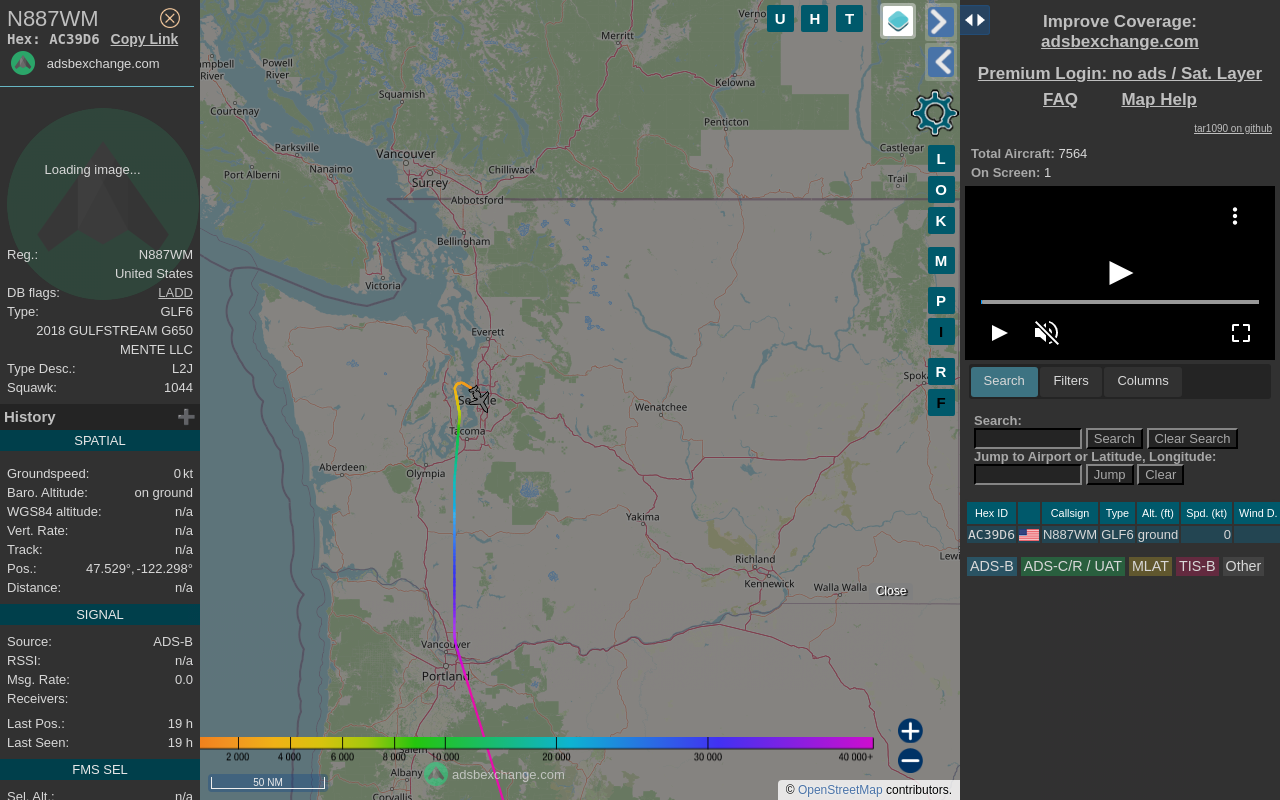 N887WM
Hex: AC39D6 Copy Link
adsbexchange.com
Loading image...
Reg.: N887WM
United States
DB flags: LADD
Type: GLF6
2018 GULFSTREAM G650
MENTE LLC
Type Desc.: L2J
Squawk: 1044
History
SPATIAL
Groundspeed: 0 kt
Baro. Altitude: on ground
WGS84 altitude: n/a
Vert. Rate: n/a
Track: n/a
Pos.: 47.529°, -122.298°
Distance: n/a
SIGNAL
Source: ADS-B
RSSI: n/a
Msg. Rate: 0.0
Receivers:
Last Pos.: 19 h
Last Seen: 19 h
FMS SEL
Sel. Alt.: n/a
Merritt
Powell
River
River
Squamish
Kelowna
Courtenay
Penticton
Parksville
Vancouver
Castlegar
Nanaimo
Port Alberni
Surrey
Chilliwack
Trail
Abbotsford
Bellingham
Victoria
Everett
Wenatchee
Tacoma
Aberdeen
Olympia
Yakima
Richland
Kennewick
Walla Walla
Close
Vancouver
Portland
Salem
Albany
Corvallis
U H T
L
O
K
M
P
I
R
F
2 000 4 000 6 000 8 000 10 000 20 000 30 000 40 000+
adsbexchange.com
50 NM
© OpenStreetMap contributors.
Improve Coverage:
adsbexchange.com
Premium Login: no ads / Sat. Layer
FAQ Map Help
tar1090 on github
Total Aircraft: 7564
On Screen: 1
Search Filters Columns
Search:
Search Clear Search
Jump to Airport or Latitude, Longitude:
Jump Clear
Hex ID Callsign Type Alt. (ft) Spd. (kt) Wind D.
AC39D6 N887WM GLF6 ground 0
ADS-B ADS-C/R / UAT MLAT TIS-B Other